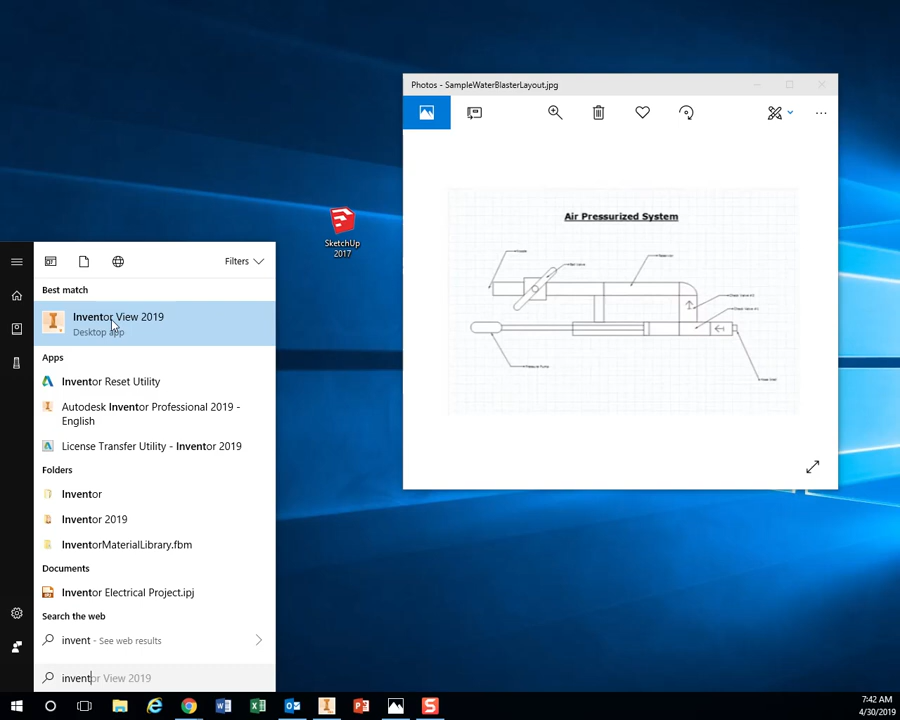 Photos - SampleWaterBlasterLayout.jpg
Air Pressurized System
SketchUp
2017
Filters
Best match
Inventor View 2019
Desktop app
Apps
Inventor Reset Utility
Autodesk Inventor Professional 2019 -
English
License Transfer Utility - Inventor 2019
Folders
Inventor
Inventor 2019
InventorMaterialLibrary.fbm
Documents
Inventor Electrical Project.ipj
Search the web
invent - See web results
inventor View 2019
7:42 AM
4/30/2019